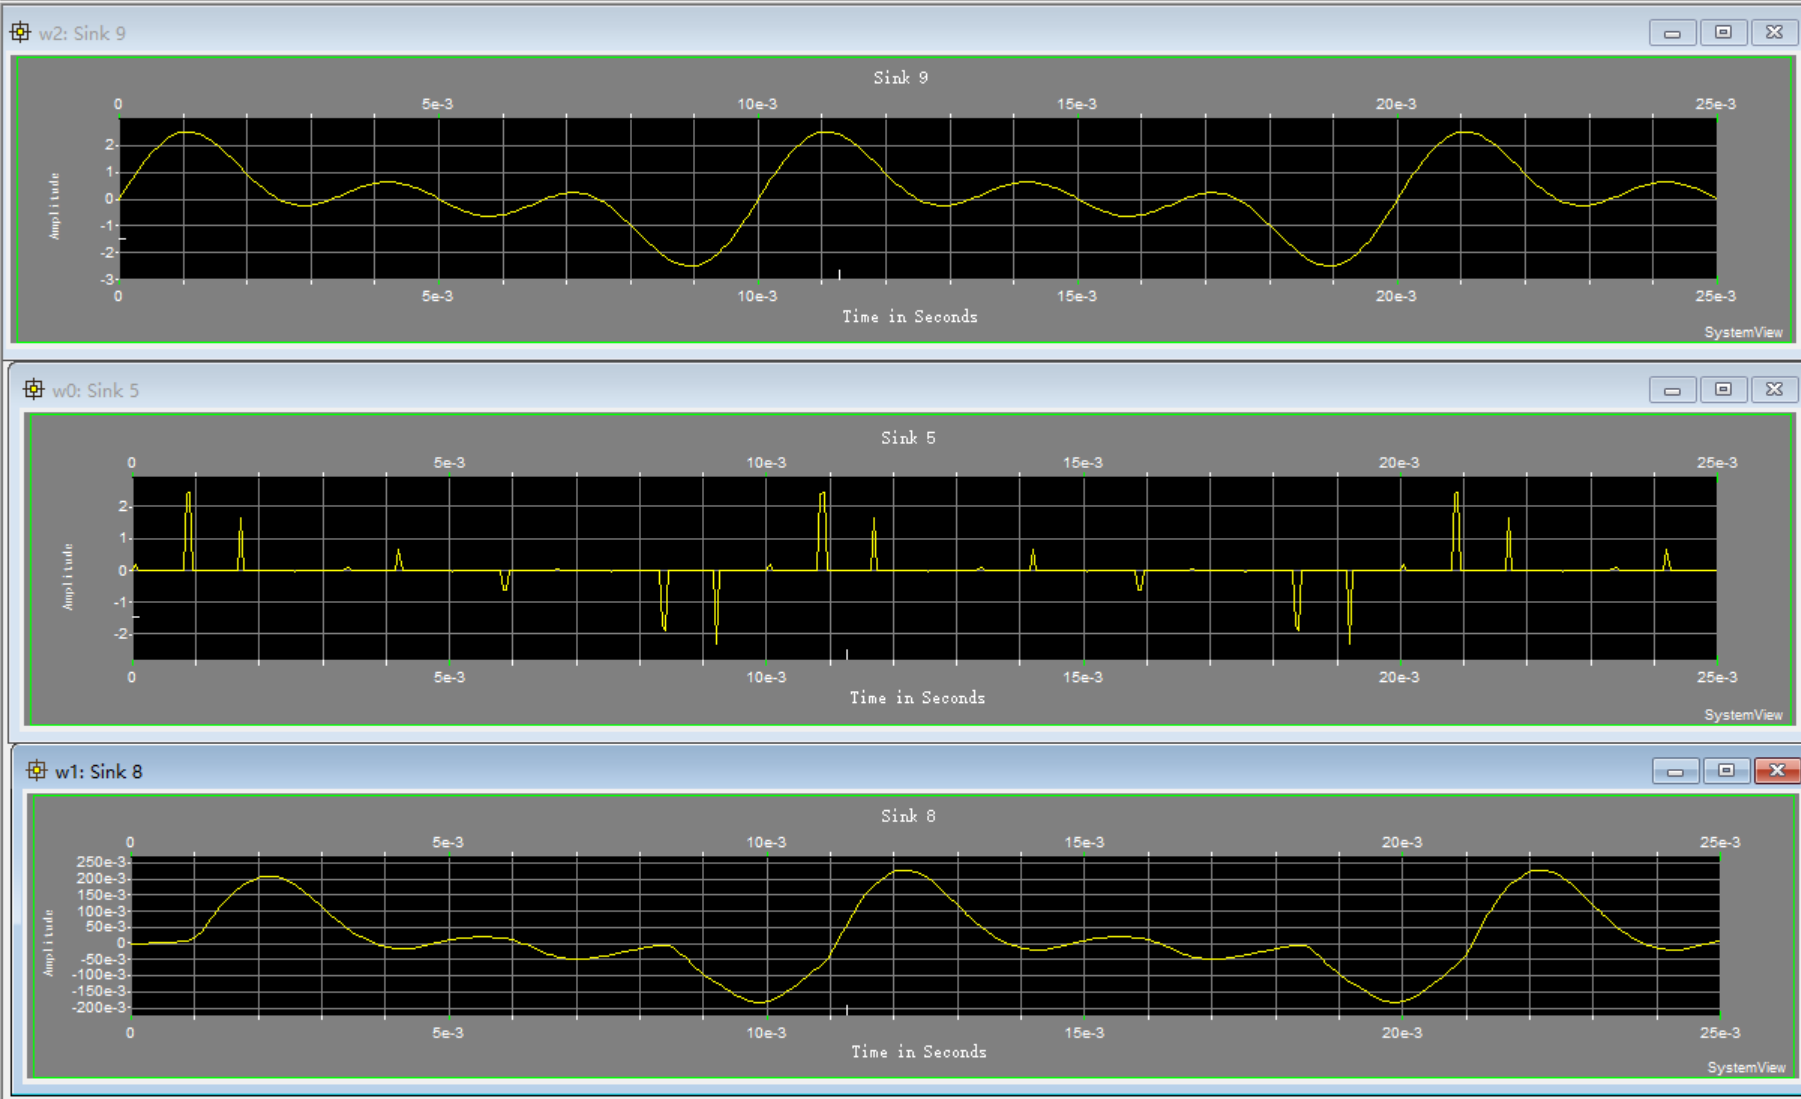 w2: Sink 9
Sink 9
0 5e-3 10e-3 15e-3 20e-3 25e-3
2
1
0
-1
-2
-3
Amplitude
0 5e-3 10e-3 15e-3 20e-3 25e-3
Time in Seconds
SystemView
w0: Sink 5
Sink 5
0 5e-3 10e-3 15e-3 20e-3 25e-3
2
1
0
-1
-2
Amplitude
0 5e-3 10e-3 15e-3 20e-3 25e-3
Time in Seconds
SystemView
w1: Sink 8
Sink 8
0 5e-3 10e-3 15e-3 20e-3 25e-3
250e-3
200e-3
150e-3
100e-3
50e-3
0
-50e-3
-100e-3
-150e-3
-200e-3
Amplitude
0 5e-3 10e-3 15e-3 20e-3 25e-3
Time in Seconds
SystemView